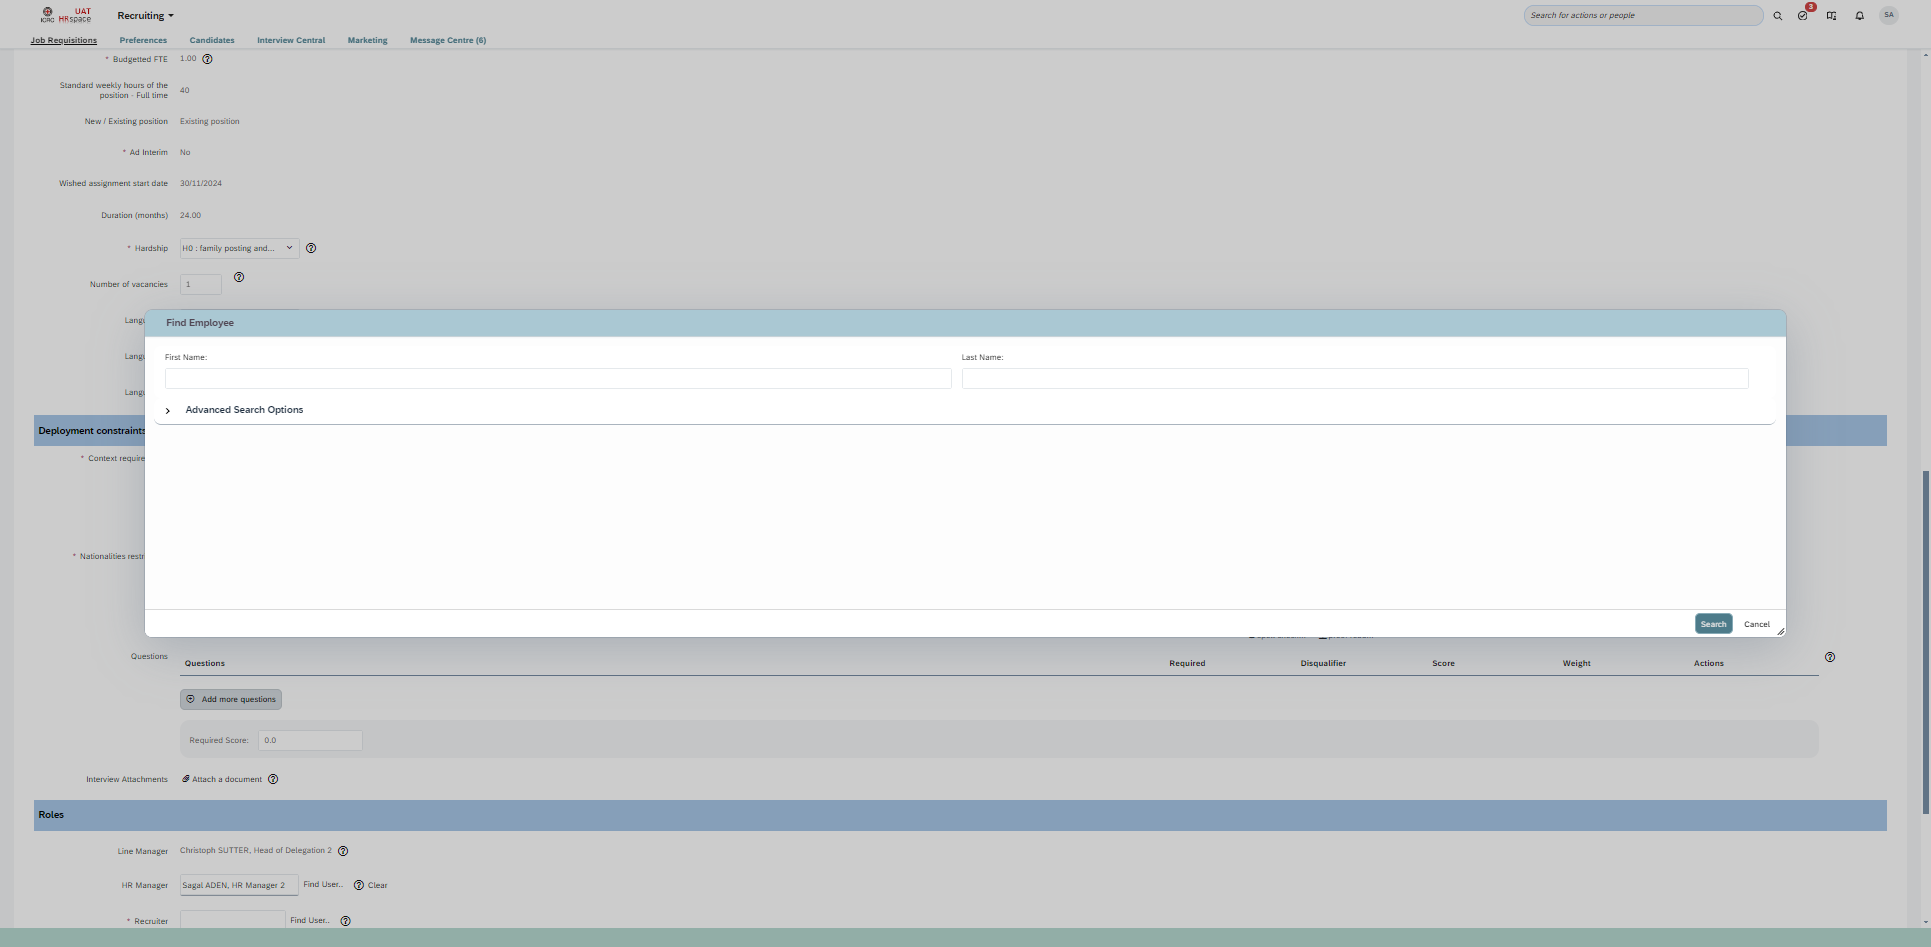 UAT
ICRC HRspace
Recruiting
Search for actions or people
3
SA
Job Requisitions
Preferences
Candidates
Interview Central
Marketing
Message Centre (6)
* Budgetted FTE 1.00
Standard weekly hours of the
position - Full time
40
New / Existing position Existing position
* Ad Interim No
Wished assignment start date 30/11/2024
Duration (months) 24.00
* Hardship H0 : family posting and...
Number of vacancies 1
Langu
Find Employee
First Name:
Last Name:
Langu
Langu
Advanced Search Options
Deployment constraints
* Context require
* Nationalities restr
Search
Cancel
Questions
Questions Required Disqualifier Score Weight Actions
Add more questions
Required Score: 0.0
Interview Attachments Attach a document
Roles
Line Manager Christoph SUTTER, Head of Delegation 2
HR Manager Sagal ADEN, HR Manager 2 Find User.. Clear
* Recruiter Find User..